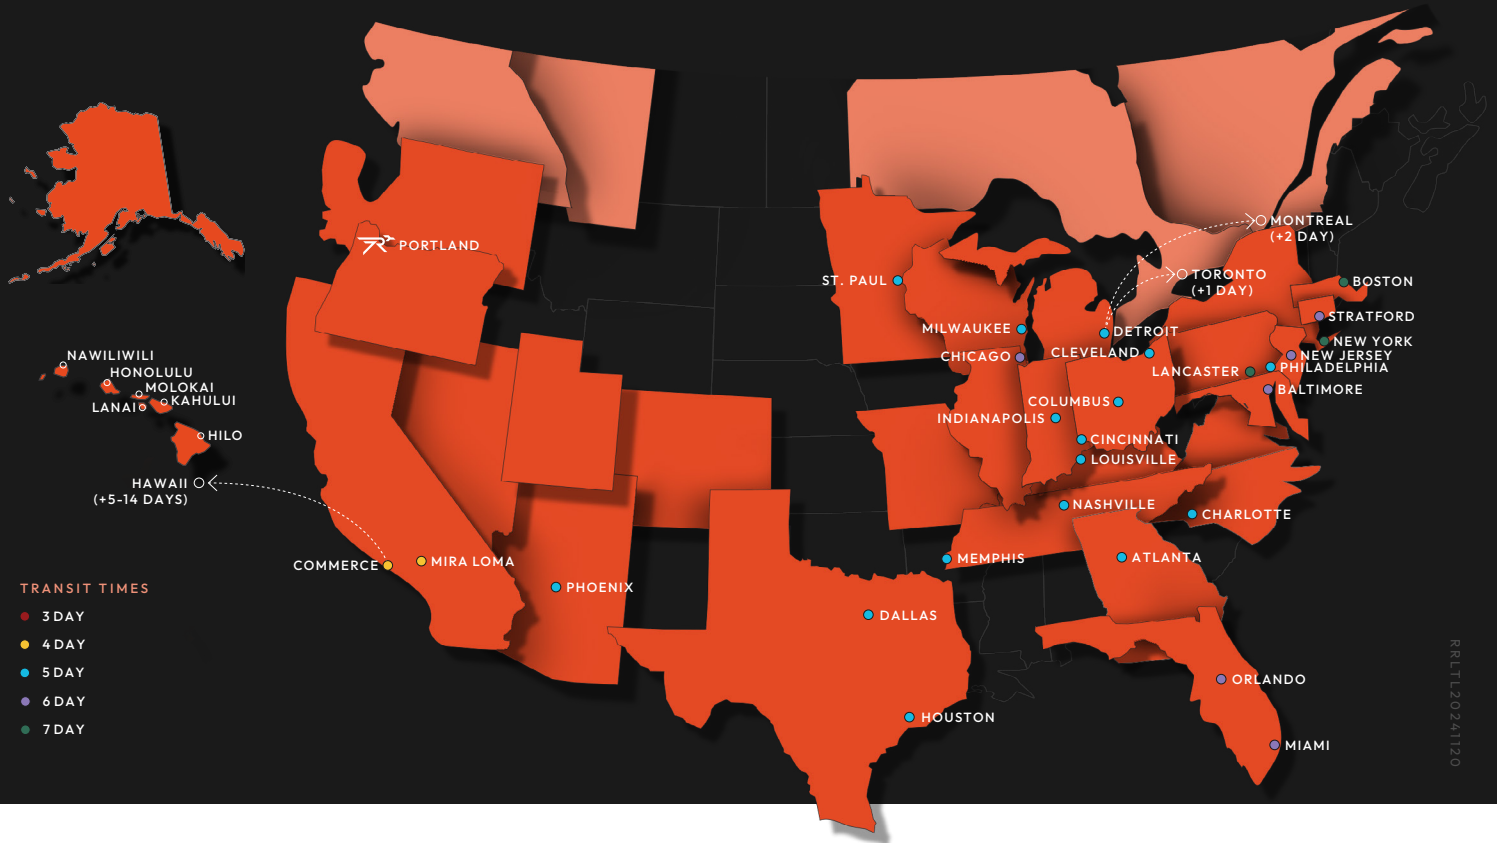 MONTREAL
(+2 DAY)
PORTLAND
TORONTO
(+1 DAY)
ST. PAUL
BOSTON
STRATFORD
MILWAUKEE
DETROIT
NEW YORK
CHICAGO
CLEVELAND
NEW JERSEY
NAWILIWILI
LANCASTER
PHILADELPHIA
HONOLULU
MOLOKAI
BALTIMORE
LANAI
KAHULUI
COLUMBUS
INDIANAPOLIS
HILO
CINCINNATI
LOUISVILLE
HAWAII
(+5-14 DAYS)
NASHVILLE
CHARLOTTE
COMMERCE
MIRA LOMA
MEMPHIS
ATLANTA
PHOENIX
DALLAS
ORLANDO
HOUSTON
MIAMI
TRANSIT TIMES
3 DAY
4 DAY
5 DAY
6 DAY
7 DAY
RRLTL20241120